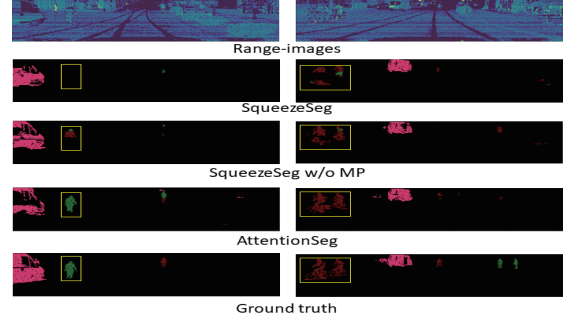 Range-images
SqueezeSeg
SqueezeSeg w/o MP
AttentionSeg
Ground truth